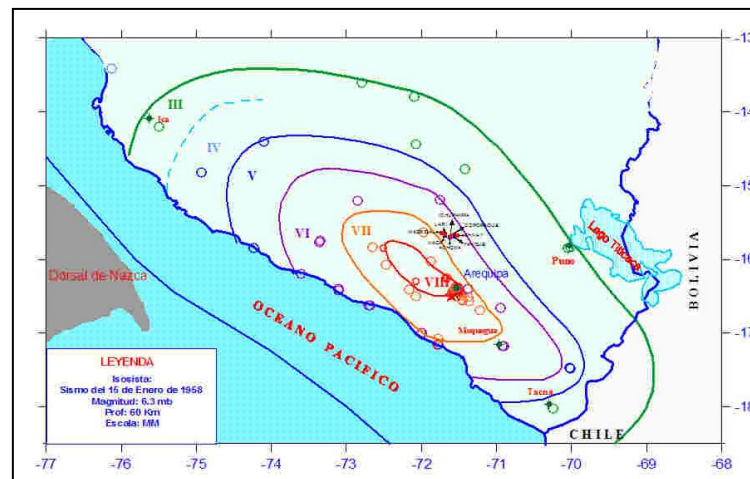 -13
-14
-15
-16
-17
-18
III
Ica
IV
V
VI
VII
VIII
Arequipa
Puno
Lago Titicaca
BOLIVIA
Dorsal de Nazca
OCEANO PACIFICO
Moquegua
Tacna
CHILE
LEYENDA
Isosista:
Sismo del 15 de Enero de 1958
Magnitud: 6.3 mb
Prof: 60 Km
Escala: MM
-77
-76
-75
-74
-73
-72
-71
-70
-69
-68